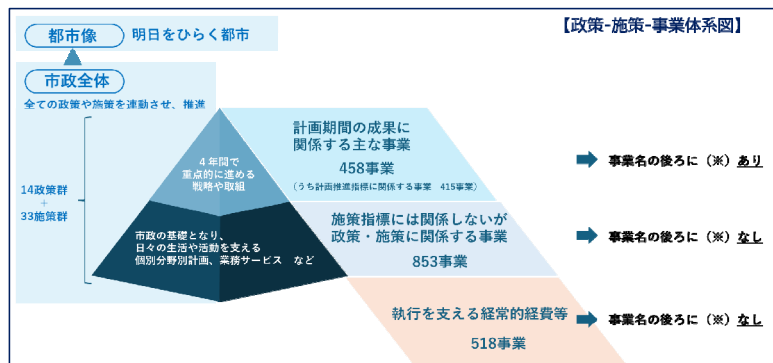 【政策-施策-事業体系図】
都市像
明日をひらく都市
市政全体
全ての政策や施策を連動させ、推進
14政策群
+
33施策群
4年間で
重点的に進める
戦略や取組
市政の基礎となり、
日々の生活や活動を支える
個別分野別計画、業務サービス など
計画期間の成果に
関係する主な事業
458事業
(うち計画推進指標に関係する事業 415事業)
事業名の後ろに(※)あり
施策指標には関係しないが
政策・施策に関係する事業
853事業
事業名の後ろに(※)なし
執行を支える経常的経費等
518事業
事業名の後ろに(※)なし